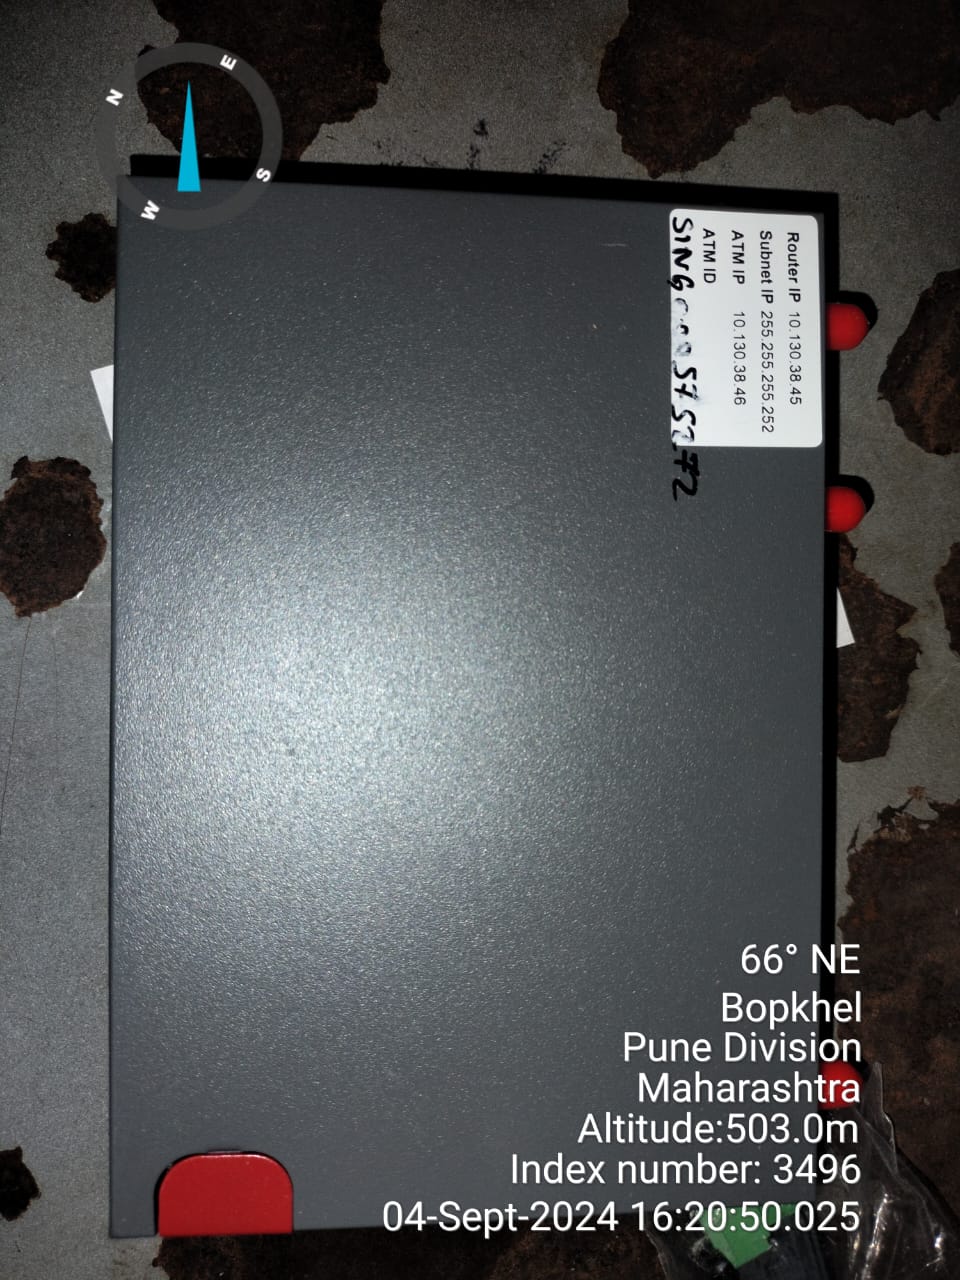 N
E
S
W
Router IP 10.130.38.45
Subnet IP 255.255.255.252
ATM IP 10.130.38.46
ATM ID
66° NE
Bopkhel
Pune Division
Maharashtra
Altitude:503.0m
Index number: 3496
04-Sept-2024 16:20:50.025